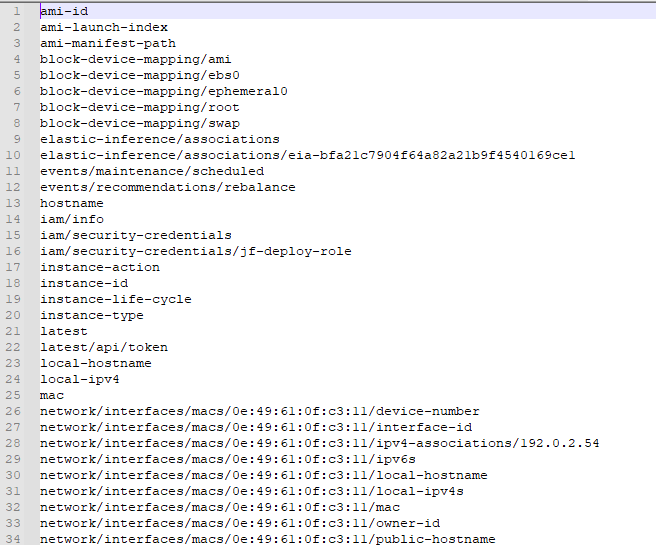 1 ami-id
2 ami-launch-index
3 ami-manifest-path
4 block-device-mapping/ami
5 block-device-mapping/ebs0
6 block-device-mapping/ephemeral0
7 block-device-mapping/root
8 block-device-mapping/swap
9 elastic-inference/associations
10 elastic-inference/associations/eia-bfa21c7904f64a82a21b9f4540169ce1
11 events/maintenance/scheduled
12 events/recommendations/rebalance
13 hostname
14 iam/info
15 iam/security-credentials
16 iam/security-credentials/jf-deploy-role
17 instance-action
18 instance-id
19 instance-life-cycle
20 instance-type
21 latest
22 latest/api/token
23 local-hostname
24 local-ipv4
25 mac
26 network/interfaces/macs/0e:49:61:0f:c3:11/device-number
27 network/interfaces/macs/0e:49:61:0f:c3:11/interface-id
28 network/interfaces/macs/0e:49:61:0f:c3:11/ipv4-associations/192.0.2.54
29 network/interfaces/macs/0e:49:61:0f:c3:11/ipv6s
30 network/interfaces/macs/0e:49:61:0f:c3:11/local-hostname
31 network/interfaces/macs/0e:49:61:0f:c3:11/local-ipv4s
32 network/interfaces/macs/0e:49:61:0f:c3:11/mac
33 network/interfaces/macs/0e:49:61:0f:c3:11/owner-id
34 network/interfaces/macs/0e:49:61:0f:c3:11/public-hostname